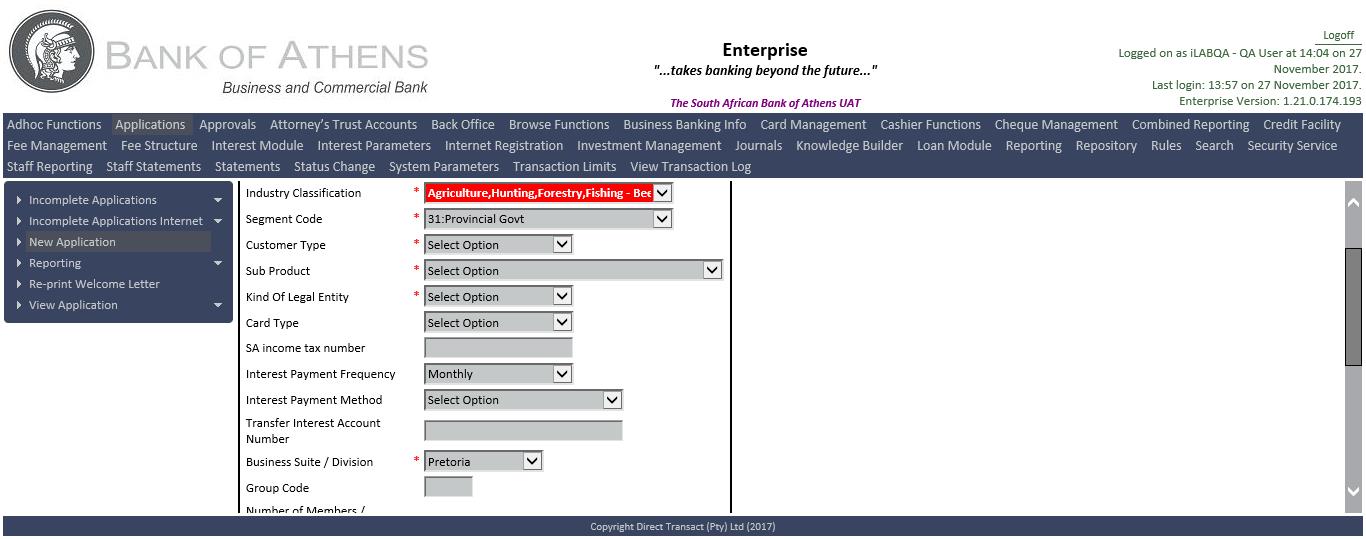 BANK OF ATHENS
Business and Commercial Bank
Enterprise
"...takes banking beyond the future..."
The South African Bank of Athens UAT
Logoff
Logged on as iLABQA - QA User at 14:04 on 27
November 2017.
Last login: 13:57 on 27 November 2017.
Enterprise Version: 1.21.0.174.193
Adhoc Functions Applications Approvals Attorney's Trust Accounts Back Office Browse Functions Business Banking Info Card Management Cashier Functions Cheque Management Combined Reporting Credit Facility
Fee Management Fee Structure Interest Module Interest Parameters Internet Registration Investment Management Journals Knowledge Builder Loan Module Reporting Repository Rules Search Security Service
Staff Reporting Staff Statements Statements Status Change System Parameters Transaction Limits View Transaction Log
Incomplete Applications
Incomplete Applications Internet
New Application
Reporting
Re-print Welcome Letter
View Application
Industry Classification * Agriculture,Hunting,Forestry,Fishing - Bee
Segment Code * 31:Provincial Govt
Customer Type * Select Option
Sub Product * Select Option
Kind Of Legal Entity * Select Option
Card Type Select Option
SA income tax number
Interest Payment Frequency Monthly
Interest Payment Method Select Option
Transfer Interest Account
Number
Business Suite / Division * Pretoria
Group Code
Number of Members /
Copyright Direct Transact (Pty) Ltd (2017)